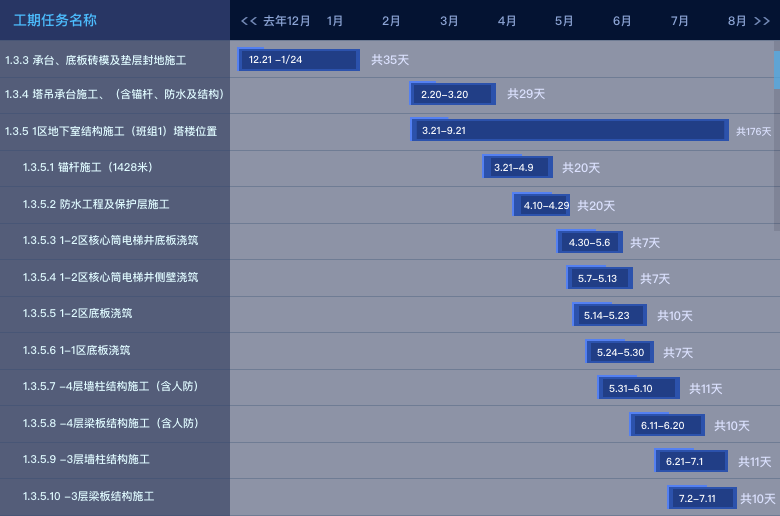 工期任务名称 << 去年12月 1月 2月 3月 4月 5月 6月 7月 8月 >>
1.3.3 承台、底板砖模及垫层封地施工 12.21 –1/24 共35天
1.3.4 塔吊承台施工、（含锚杆、防水及结构） 2.20–3.20 共29天
1.3.5 1区地下室结构施工（班组1）塔楼位置 3.21–9.21 共176天
1.3.5.1 锚杆施工（1428米） 3.21–4.9 共20天
1.3.5.2 防水工程及保护层施工 4.10–4.29 共20天
1.3.5.3 1–2区核心筒电梯井底板浇筑 4.30–5.6 共7天
1.3.5.4 1–2区核心筒电梯井侧壁浇筑 5.7–5.13 共7天
1.3.5.5 1–2区底板浇筑 5.14–5.23 共10天
1.3.5.6 1–1区底板浇筑 5.24–5.30 共7天
1.3.5.7 –4层墙柱结构施工（含人防） 5.31–6.10 共11天
1.3.5.8 –4层梁板结构施工（含人防） 6.11–6.20 共10天
1.3.5.9 –3层墙柱结构施工 6.21–7.1 共11天
1.3.5.10 –3层梁板结构施工 7.2–7.11 共10天